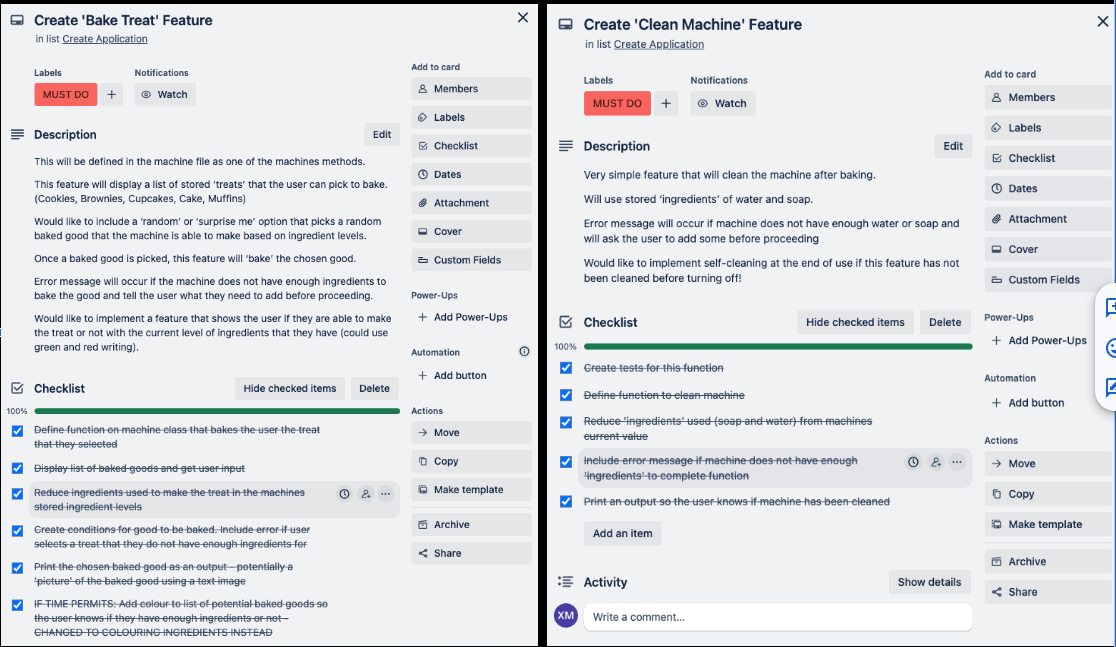 Create 'Bake Treat' Feature
in list Create Application
Labels
Notifications
MUST DO
Watch
Description
Edit
This will be defined in the machine file as one of the machines methods.
This feature will display a list of stored 'treats' that the user can pick to bake.
(Cookies, Brownies, Cupcakes, Cake, Muffins)
Would like to include a 'random' or 'surprise me' option that picks a random
baked good that the machine is able to make based on ingredient levels.
Once a baked good is picked, this feature will 'bake' the chosen good.
Error message will occur if the machine does not have enough ingredients to
bake the good and tell the user what they need to add before proceeding.
Would like to implement a feature that shows the user if they are able to make
the treat or not with the current level of ingredients that they have (could use
green and red writing).
Checklist
Hide checked items
Delete
100%
Define function on machine class that bakes the user the treat
that they selected
Display list of baked goods and get user input
Reduce ingredients used to make the treat in the machines
stored ingredient levels
Create conditions for good to be baked. Include error if user
selects a treat that they do not have enough ingredients for
Print the chosen baked good as an output - potentially a
'picture' of the baked good using a text image
IF TIME PERMITS: Add colour to list of potential baked goods so
the user knows if they have enough ingredients or not -
CHANGED TO COLOURING INGREDIENTS INSTEAD
Add to card
Members
Labels
Checklist
Dates
Attachment
Cover
Custom Fields
Power-Ups
+ Add Power-Ups
Automation
+ Add button
Actions
Move
Copy
Make template
Archive
Share
Create 'Clean Machine' Feature
in list Create Application
Labels
Notifications
MUST DO
Watch
Description
Edit
Very simple feature that will clean the machine after baking.
Will use stored 'ingredients' of water and soap.
Error message will occur if machine does not have enough water or soap and
will ask the user to add some before proceeding
Would like to implement self-cleaning at the end of use if this feature has not
been cleaned before turning off!
Checklist
Hide checked items
Delete
100%
Create tests for this function
Define function to clean machine
Reduce 'ingredients' used (soap and water) from machines
current value
Include error message if machine does not have enough
'ingredients' to complete function
Print an output so the user knows if machine has been cleaned
Add an item
Activity
Show details
XM
Write a comment...
Add to card
Members
Labels
Checklist
Dates
Attachment
Cover
Custom Fields
Power-Ups
+ Add Power-Ups
Automation
+ Add button
Actions
Move
Copy
Make template
Archive
Share